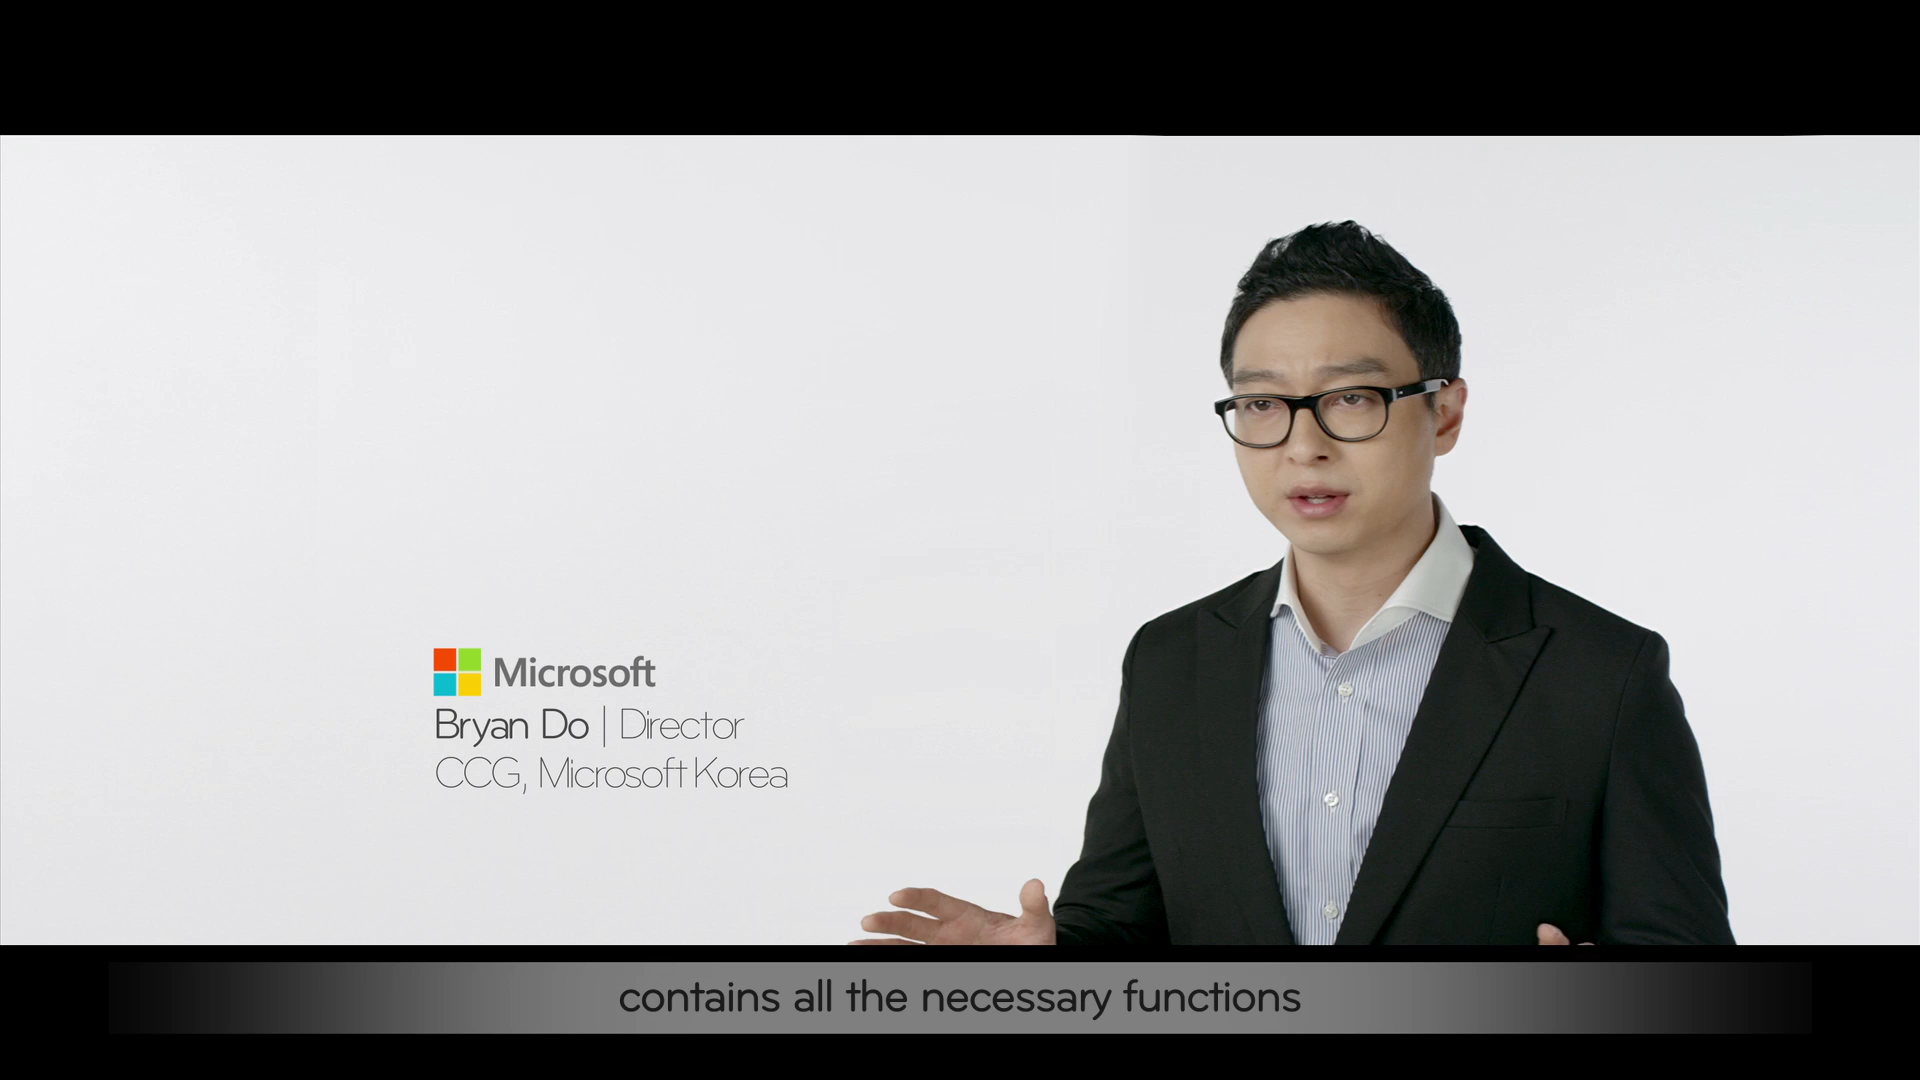 Microsoft
Bryan Do | Director
CCG, Microsoft Korea
contains all the necessary functions